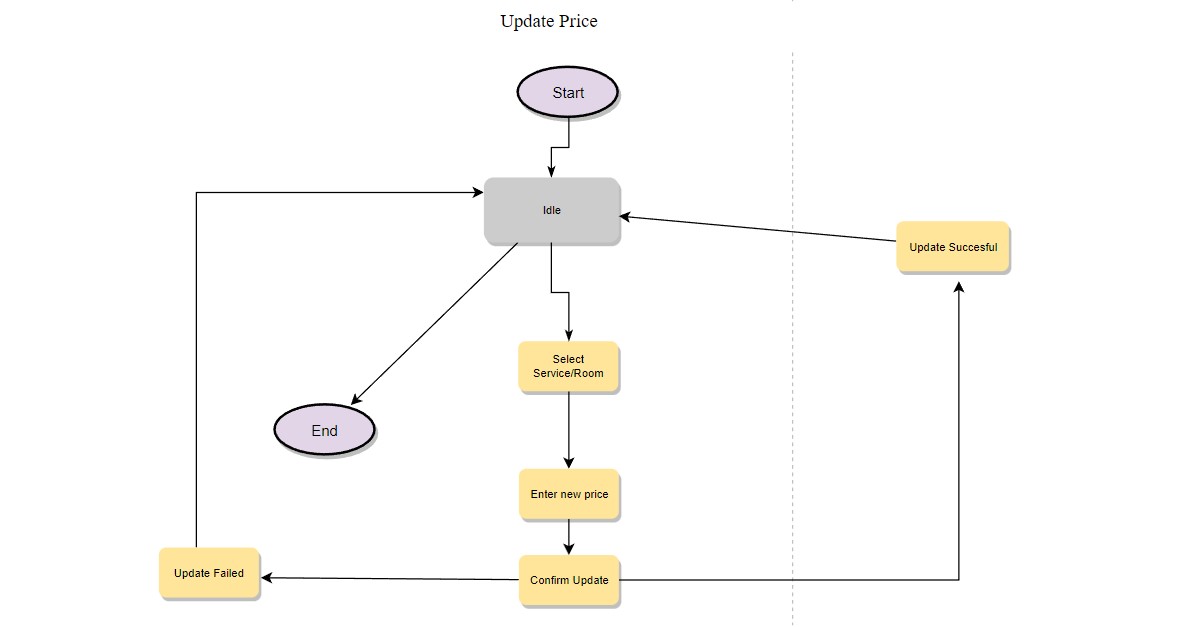 Update Price
Start
Idle
Update Succesful
Select
Service/Room
End
Enter new price
Update Failed
Confirm Update